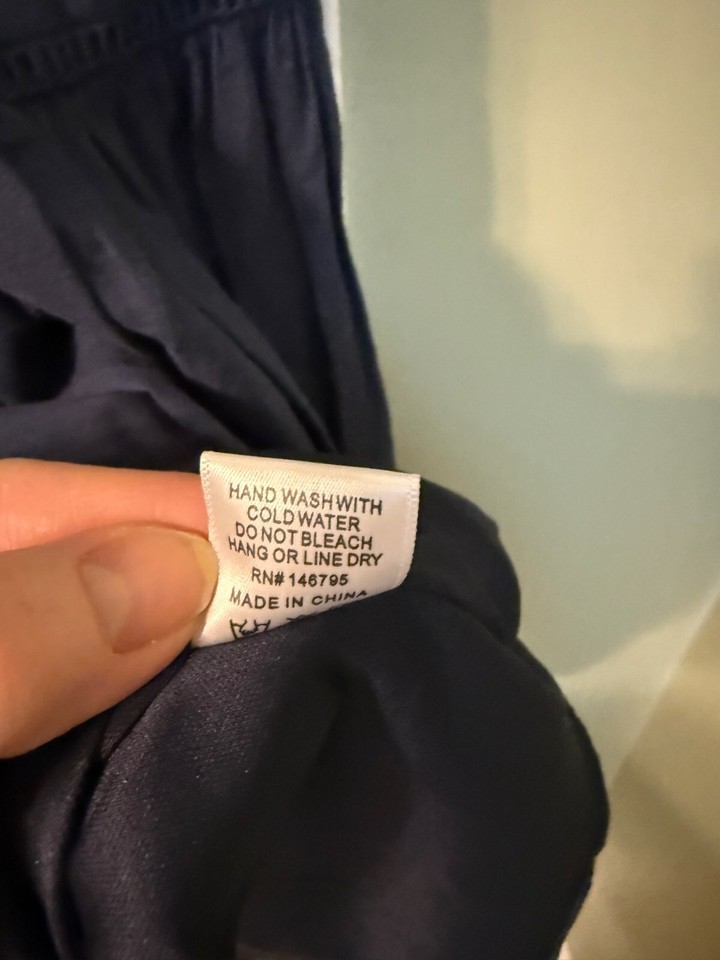 HAND WASH WITH
COLD WATER
DO NOT BLEACH
HANG OR LINE DRY
RN# 146795
MADE IN CHINA